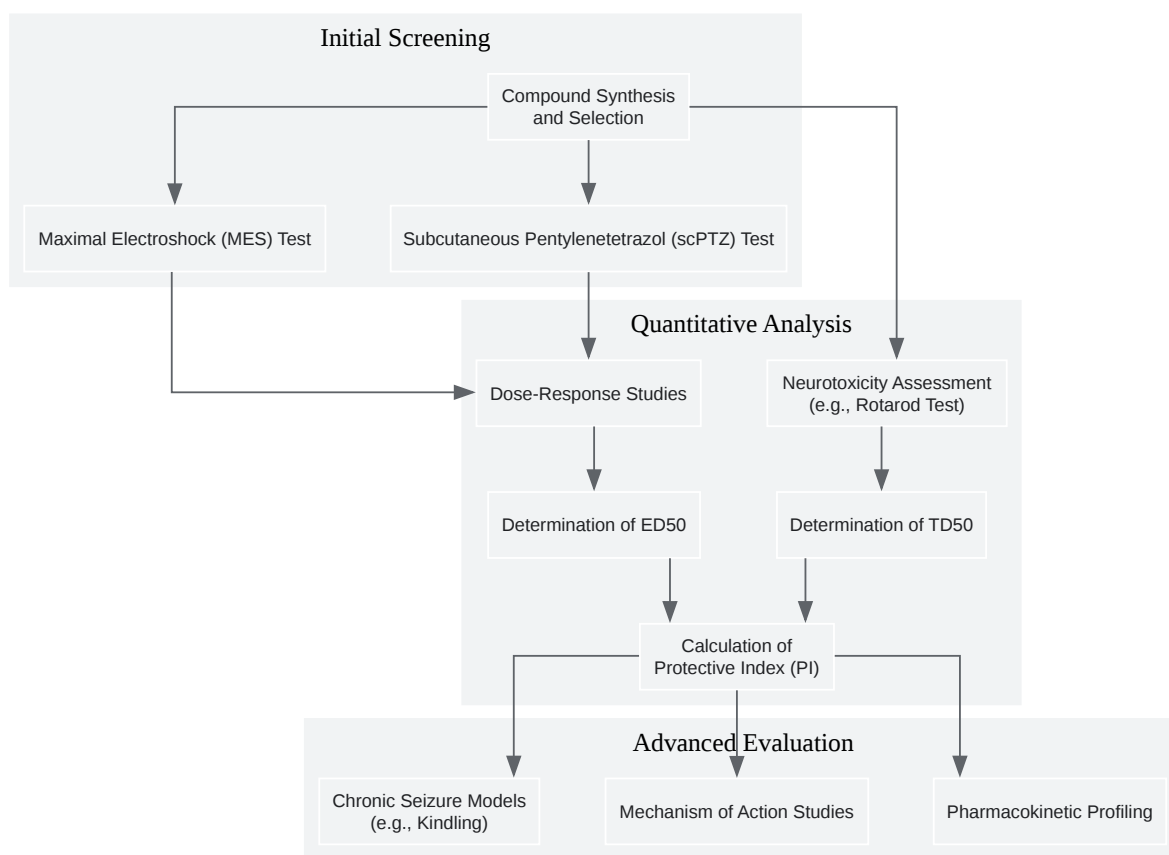 Initial Screening
Compound Synthesis
and Selection
Maximal Electroshock (MES) Test
Subcutaneous Pentylenetetrazol (scPTZ) Test
Quantitative Analysis
Dose-Response Studies
Neurotoxicity Assessment
(e.g., Rotarod Test)
Determination of ED50
Determination of TD50
Calculation of
Protective Index (PI)
Advanced Evaluation
Chronic Seizure Models
(e.g., Kindling)
Mechanism of Action Studies
Pharmacokinetic Profiling